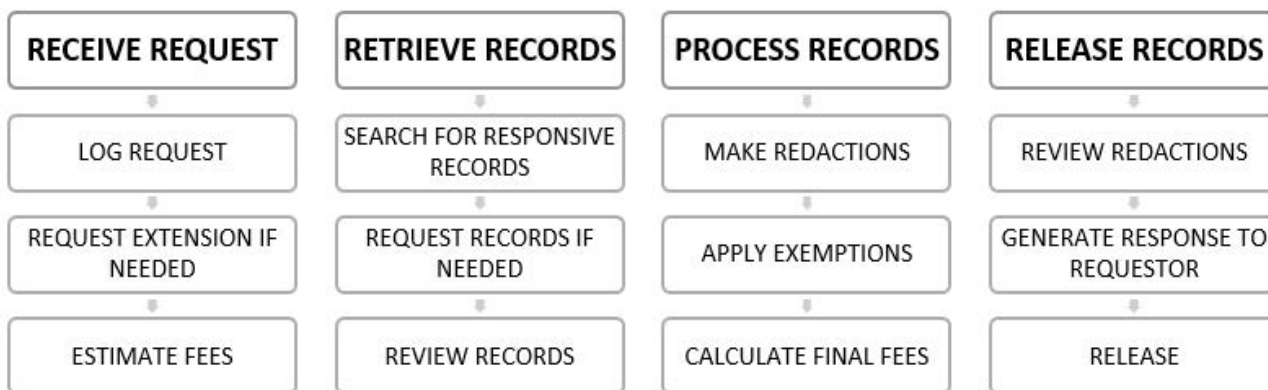 RECEIVE REQUEST
LOG REQUEST
REQUEST EXTENSION IF
NEEDED
ESTIMATE FEES
RETRIEVE RECORDS
SEARCH FOR RESPONSIVE
RECORDS
REQUEST RECORDS IF
NEEDED
REVIEW RECORDS
PROCESS RECORDS
MAKE REDACTIONS
APPLY EXEMPTIONS
CALCULATE FINAL FEES
RELEASE RECORDS
REVIEW REDACTIONS
GENERATE RESPONSE TO
REQUESTOR
RELEASE